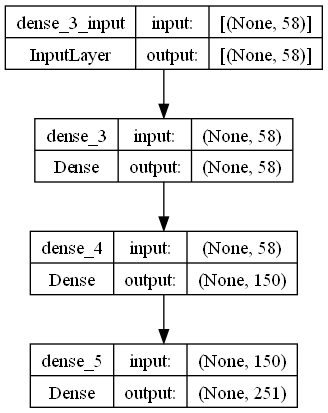 dense_3_input input: [(None, 58)]
InputLayer output: [(None, 58)]
dense_3 input: (None, 58)
Dense output: (None, 58)
dense_4 input: (None, 58)
Dense output: (None, 150)
dense_5 input: (None, 150)
Dense output: (None, 251)